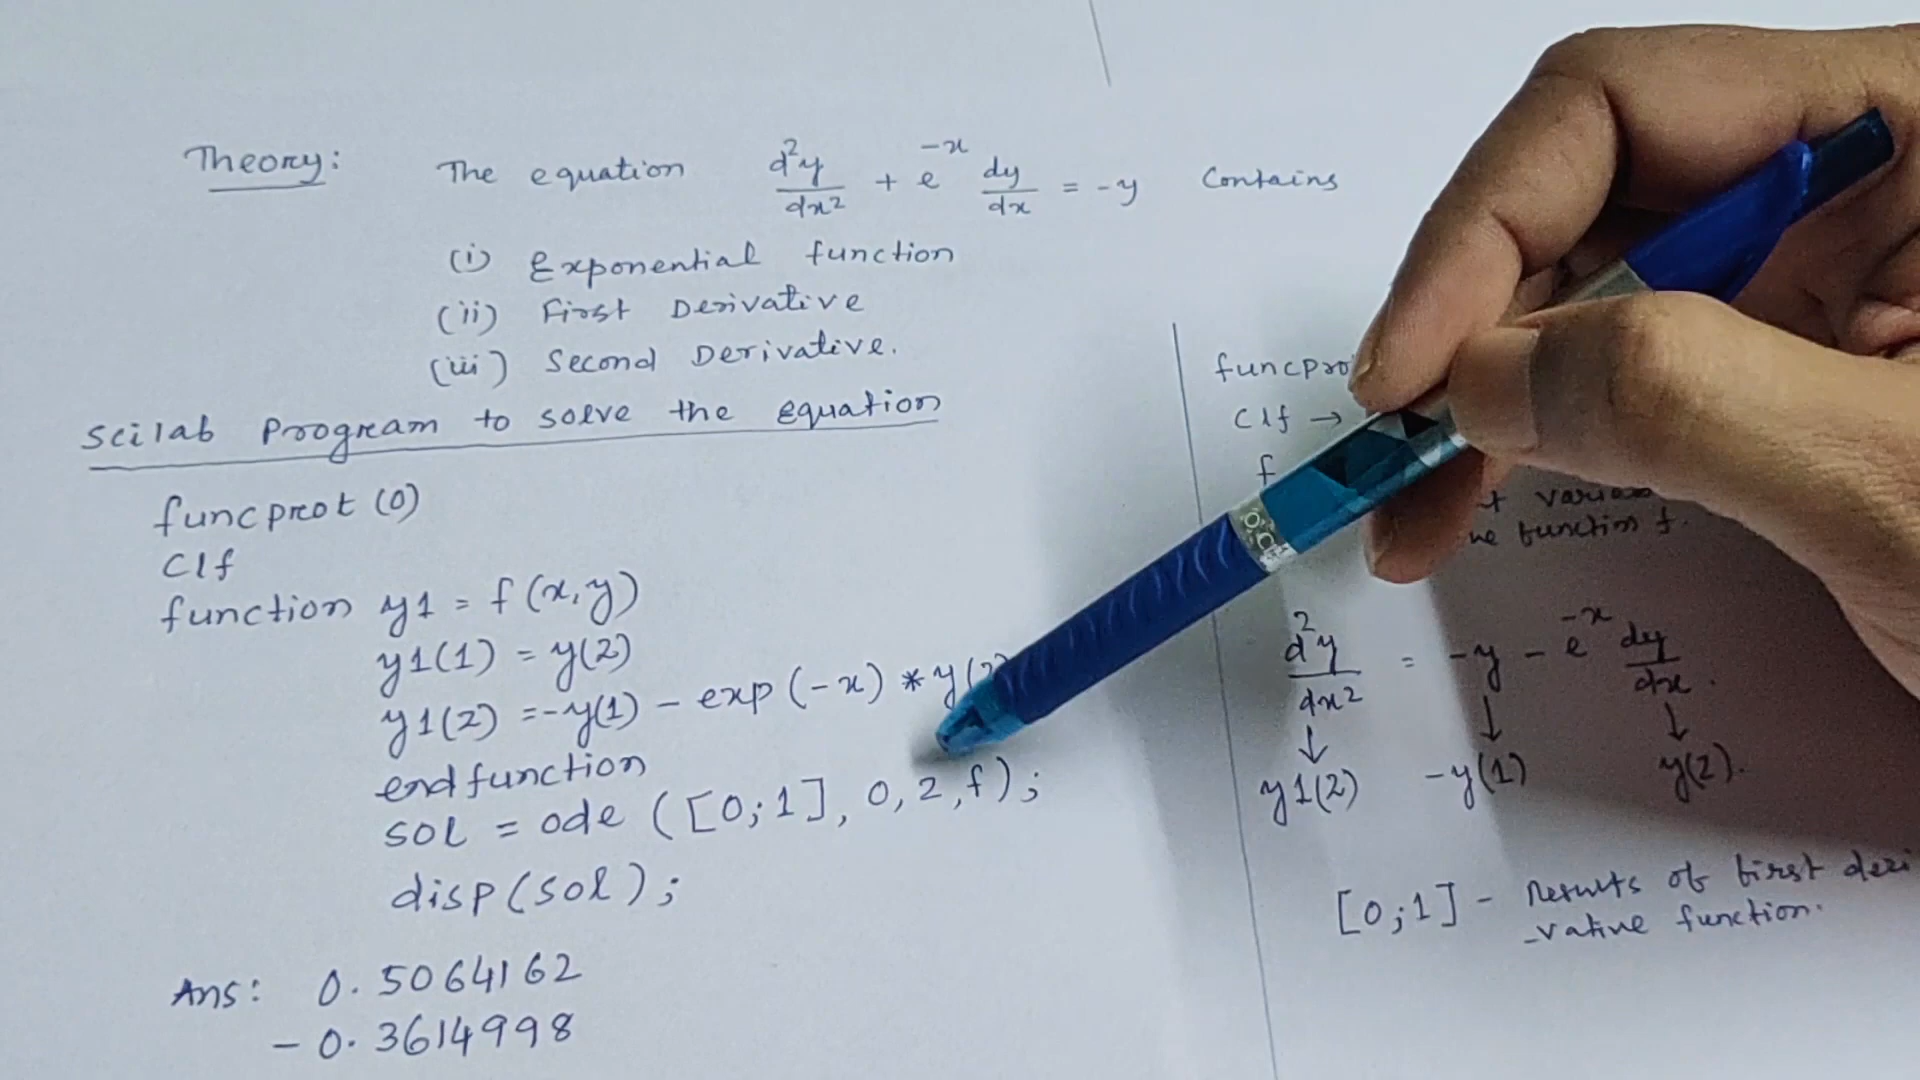 Theory: The equation d²y/dx² + e^-x dy/dx = -y Contains
(i) Exponential function
(ii) First Derivative
(iii) Second Derivative.
Scilab Program to solve the equation
funcprot (0)
Clf
function y1 = f(x,y)
y1(1) = y(2)
y1(2) =-y(1) - exp(-x) *y(2
endfunction
sol = ode ([0;1], 0,2,f);
disp(sol);
Ans: 0.5064162
-0.3614998
funcpro
Clf →
f
function f.
d²y/dx² = -y - e^-x dy/dx.
↓ ↓ ↓
y1(2) -y(1) y(2).
[0;1] - Results of first deri
-vative function.